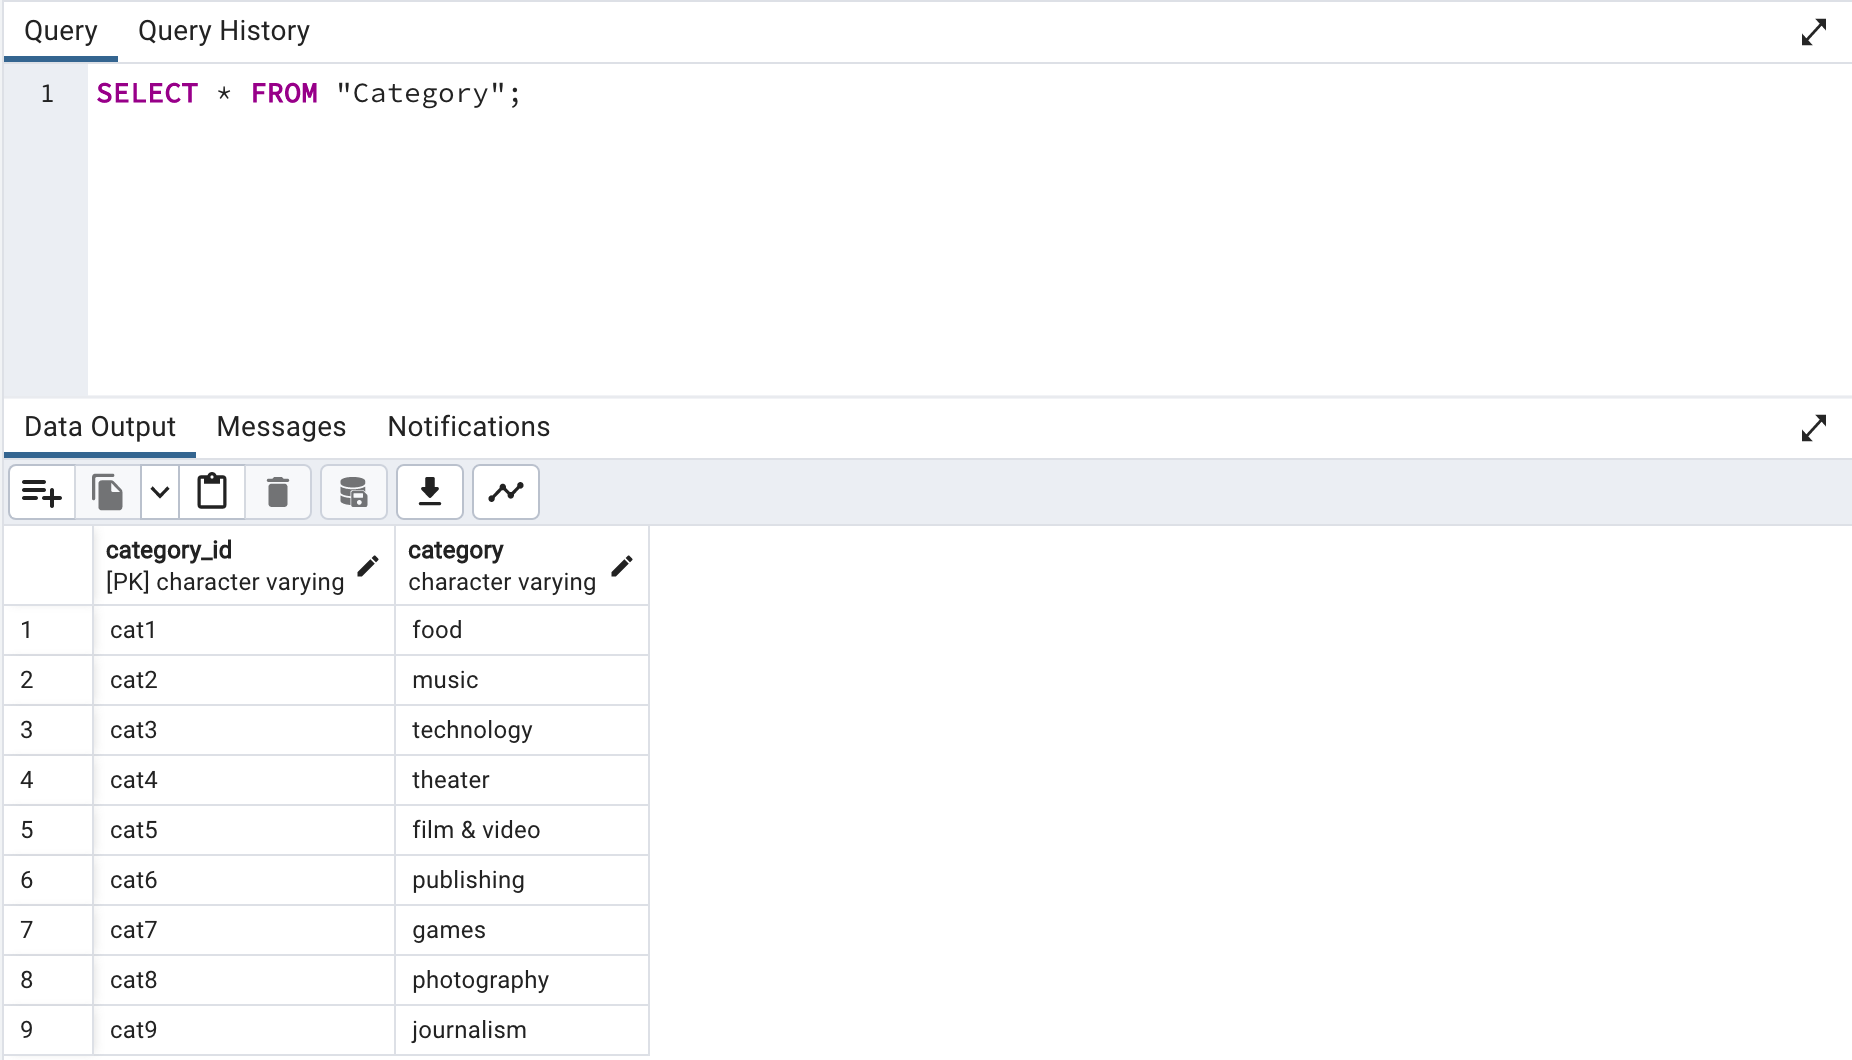 Query Query History
1 SELECT * FROM "Category";
Data Output Messages Notifications
category_id category
[PK] character varying character varying
1 cat1 food
2 cat2 music
3 cat3 technology
4 cat4 theater
5 cat5 film & video
6 cat6 publishing
7 cat7 games
8 cat8 photography
9 cat9 journalism